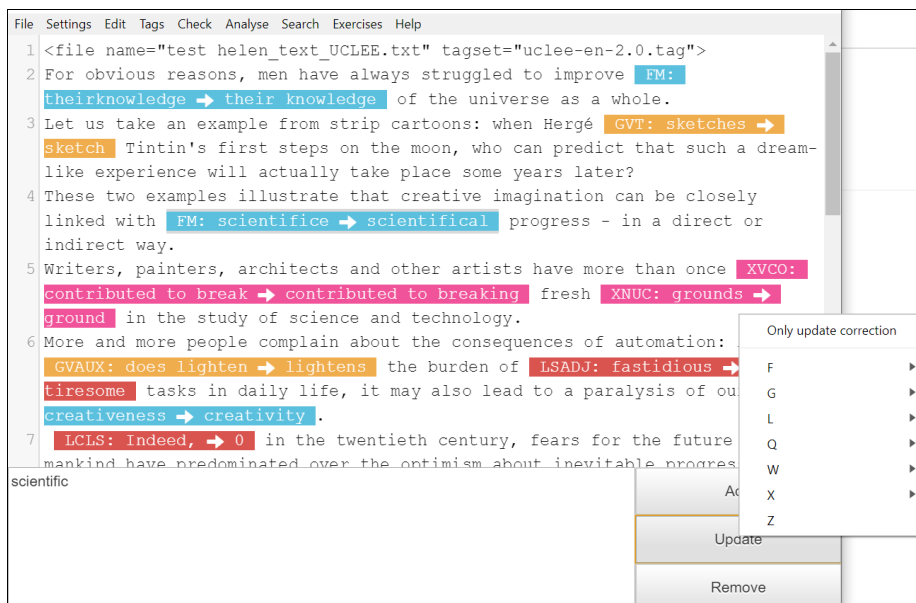 File Settings Edit Tags Check Analyse Search Exercises Help
1 <file name="test helen_text_UCLEE.txt" tagset="uclee-en-2.0.tag">
2 For obvious reasons, men have always struggled to improve FM:
theirknowledge → their knowledge of the universe as a whole.
3 Let us take an example from strip cartoons: when Hergé GVT: sketches →
sketch Tintin's first steps on the moon, who can predict that such a dream-
like experience will actually take place some years later?
4 These two examples illustrate that creative imagination can be closely
linked with FM: scientifice → scientifical progress - in a direct or
indirect way.
5 Writers, painters, architects and other artists have more than once XVCO:
contributed to break → contributed to breaking fresh XNUC: grounds →
ground in the study of science and technology.
6 More and more people complain about the consequences of automation:
GVAUX: does lighten → lightens the burden of LSADJ: fastidious →
tiresome tasks in daily life, it may also lead to a paralysis of
creativeness → creativity .
7 LCLS: Indeed, → 0 in the twentieth century, fears for the future
mankind have predominated over the optimism about inevitable
scientific
Update
Remove
Only update correction
F
G
L
Q
W
X
Z